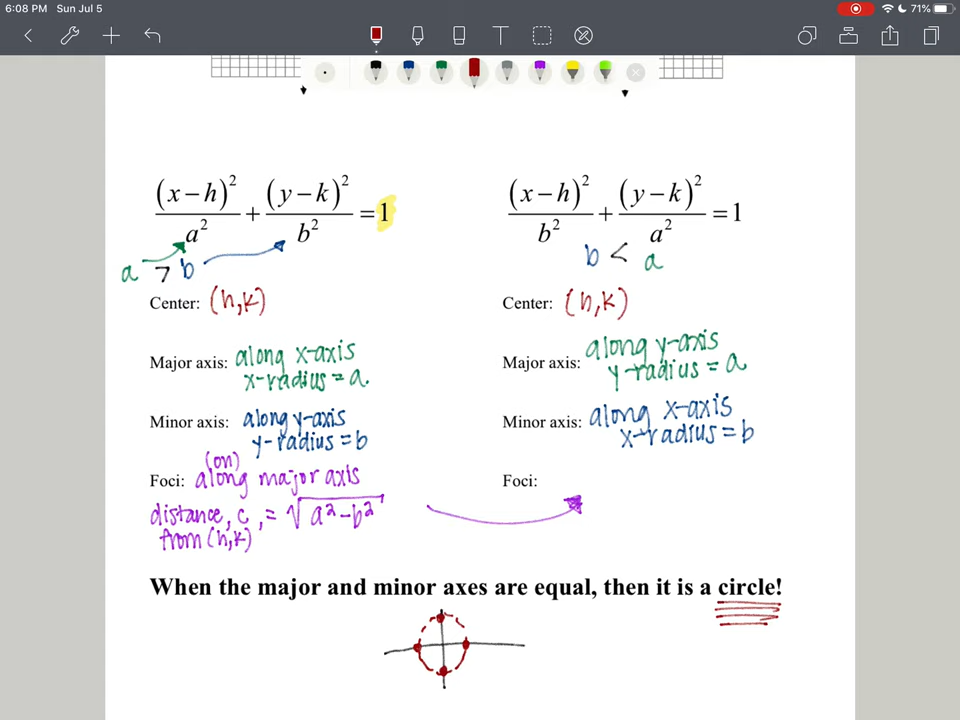 6:08 PM Sun Jul 5
71%
T
(x−h)²/a² + (y−k)²/b² = 1
a > b
Center: (h,k)
Major axis: along x-axis
x-radius = a.
Minor axis: along y-axis
y-radius = b
(on)
Foci: along major axis
distance, c, = √a²−b²
from (h,k)
(x−h)²/b² + (y−k)²/a² = 1
b < a
Center: (h,k)
Major axis: along y-axis
y-radius = a
Minor axis: along x-axis
x-radius = b
Foci:
When the major and minor axes are equal, then it is a circle!